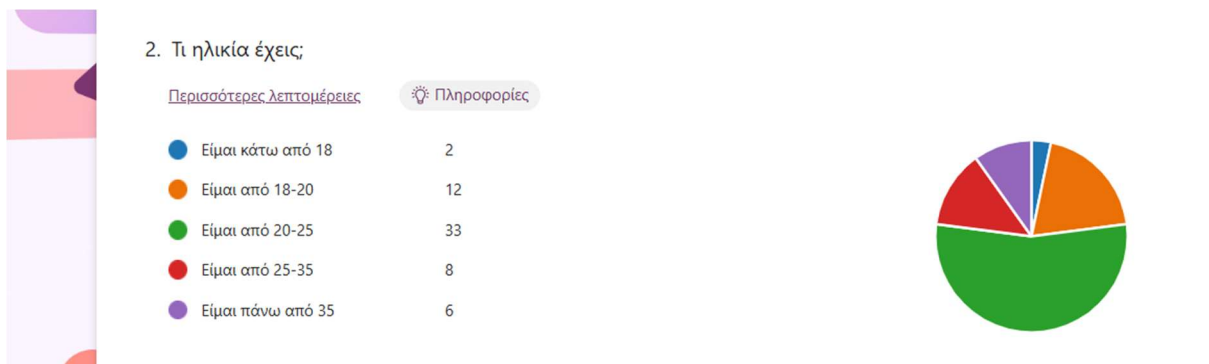 2. Τι ηλικία έχεις;
Περισσότερες λεπτομέρειες Πληροφορίες
Είμαι κάτω από 18 2
Είμαι από 18-20 12
Είμαι από 20-25 33
Είμαι από 25-35 8
Είμαι πάνω από 35 6